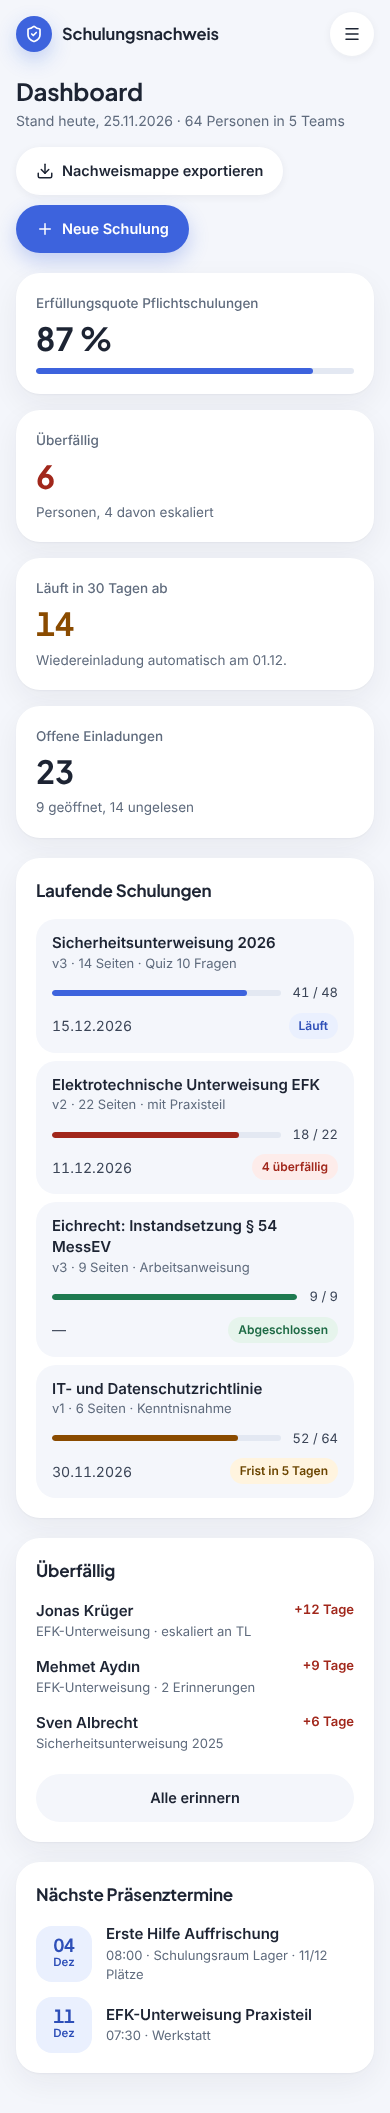 Schulungsnachweis
Dashboard
Stand heute, 25.11.2026 · 64 Personen in 5 Teams
Nachweismappe exportieren
Neue Schulung
Erfüllungsquote Pflichtschulungen
87 %
Überfällig
6
Personen, 4 davon eskaliert
Läuft in 30 Tagen ab
14
Wiedereinladung automatisch am 01.12.
Offene Einladungen
23
9 geöffnet, 14 ungelesen
Laufende Schulungen
Sicherheitsunterweisung 2026
v3 · 14 Seiten · Quiz 10 Fragen
41 / 48
15.12.2026 Läuft
Elektrotechnische Unterweisung EFK
v2 · 22 Seiten · mit Praxisteil
18 / 22
11.12.2026 4 überfällig
Eichrecht: Instandsetzung § 54
MessEV
v3 · 9 Seiten · Arbeitsanweisung
9 / 9
— Abgeschlossen
IT- und Datenschutzrichtlinie
v1 · 6 Seiten · Kenntnisnahme
52 / 64
30.11.2026 Frist in 5 Tagen
Überfällig
Jonas Krüger +12 Tage
EFK-Unterweisung · eskaliert an TL
Mehmet Aydın +9 Tage
EFK-Unterweisung · 2 Erinnerungen
Sven Albrecht +6 Tage
Sicherheitsunterweisung 2025
Alle erinnern
Nächste Präsenztermine
04 Dez
Erste Hilfe Auffrischung
08:00 · Schulungsraum Lager · 11/12
Plätze
11 Dez
EFK-Unterweisung Praxisteil
07:30 · Werkstatt